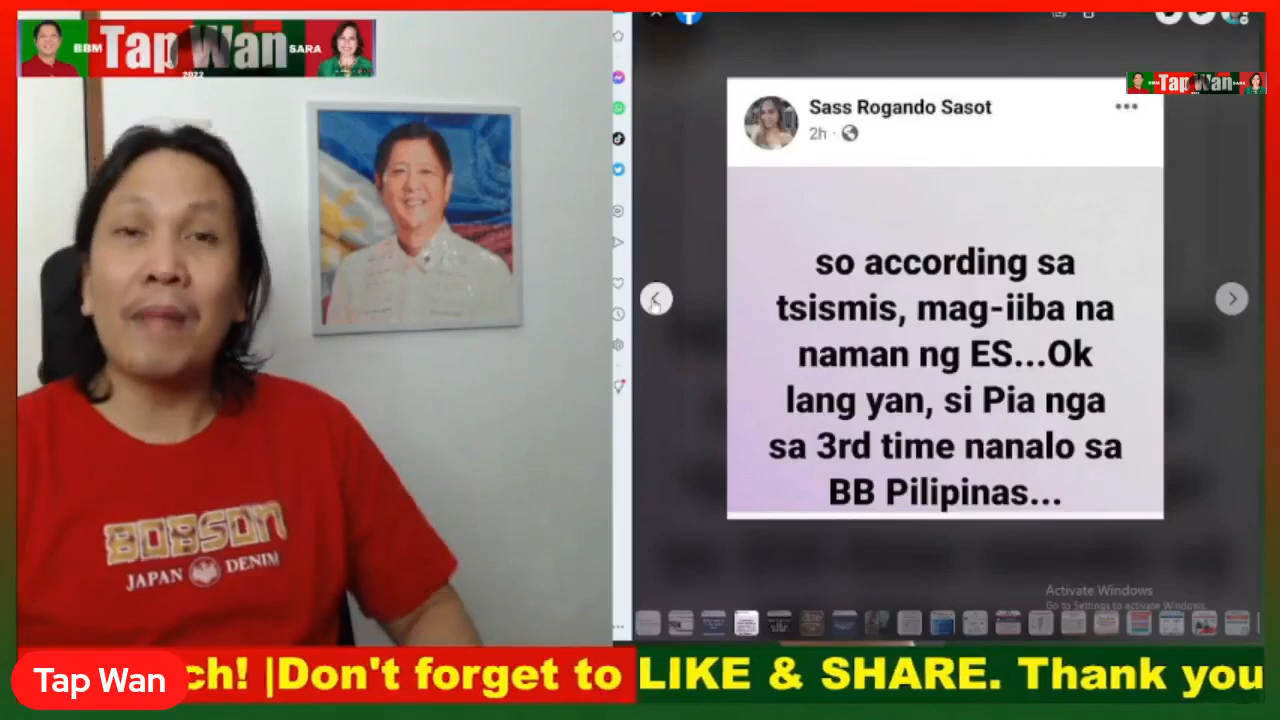 BBM Tap Wan SARA
2022
Sass Rogando Sasot
2h
so according sa
tsismis, mag-iiba na
naman ng ES...Ok
lang yan, si Pia nga
sa 3rd time nanalo sa
BB Pilipinas...
BOBSON
JAPAN DENIM
Activate Windows
Go to Settings to activate Windows.
Tap Wan
ch! |Don't forget to LIKE & SHARE. Thank you
Tap Wan